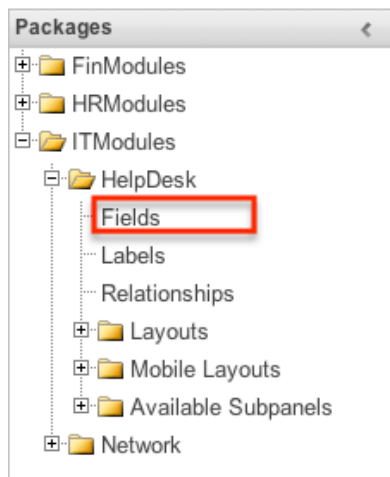 Packages
FinModules
HRModules
ITModules
HelpDesk
Fields
Labels
Relationships
Layouts
Mobile Layouts
Available Subpanels
Network